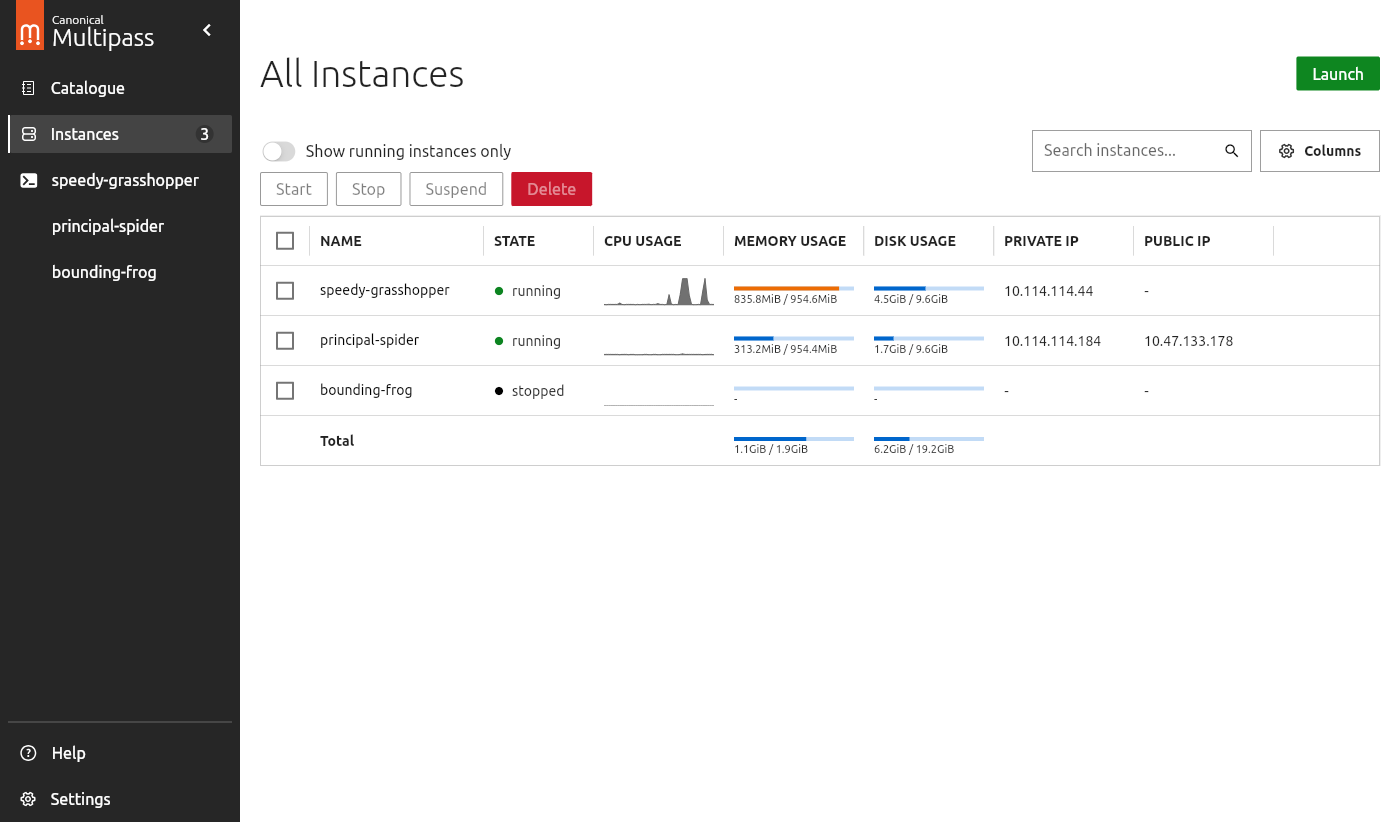 Canonical
Multipass
Catalogue
Instances 3
speedy-grasshopper
principal-spider
bounding-frog
Help
Settings
All Instances
Launch
Show running instances only
Search instances...
Columns
Start Stop Suspend Delete
NAME STATE CPU USAGE MEMORY USAGE DISK USAGE PRIVATE IP PUBLIC IP
speedy-grasshopper running 835.8MiB / 954.6MiB 4.5GiB / 9.6GiB 10.114.114.44 -
principal-spider running 313.2MiB / 954.4MiB 1.7GiB / 9.6GiB 10.114.114.184 10.47.133.178
bounding-frog stopped - - - -
Total 1.1GiB / 1.9GiB 6.2GiB / 19.2GiB